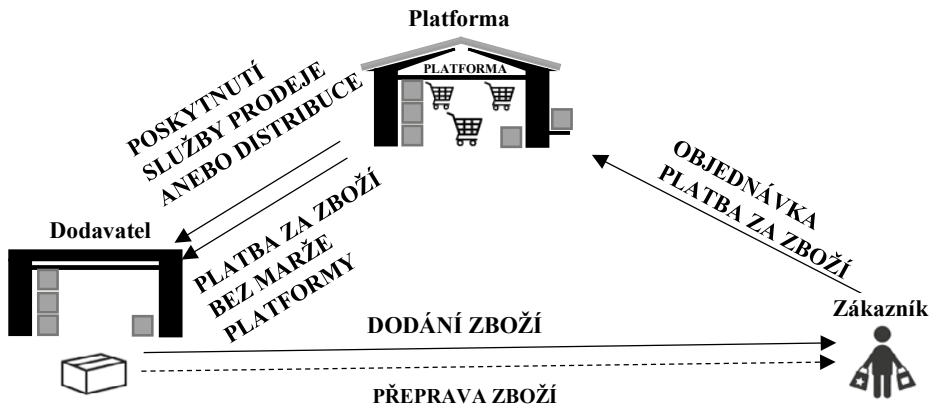 Platforma
PLATFORMA
POSKYTNUTÍ
SLUŽBY PRODEJE
ANEBO DISTRIBUCE
OBJEDNÁVKA
PLATBA ZA ZBOŽÍ
Dodavatel
PLATBA ZA ZBOŽÍ
BEZ MARŽE
PLATFORMY
Zákazník
DODÁNÍ ZBOŽÍ
PŘEPRAVA ZBOŽÍ